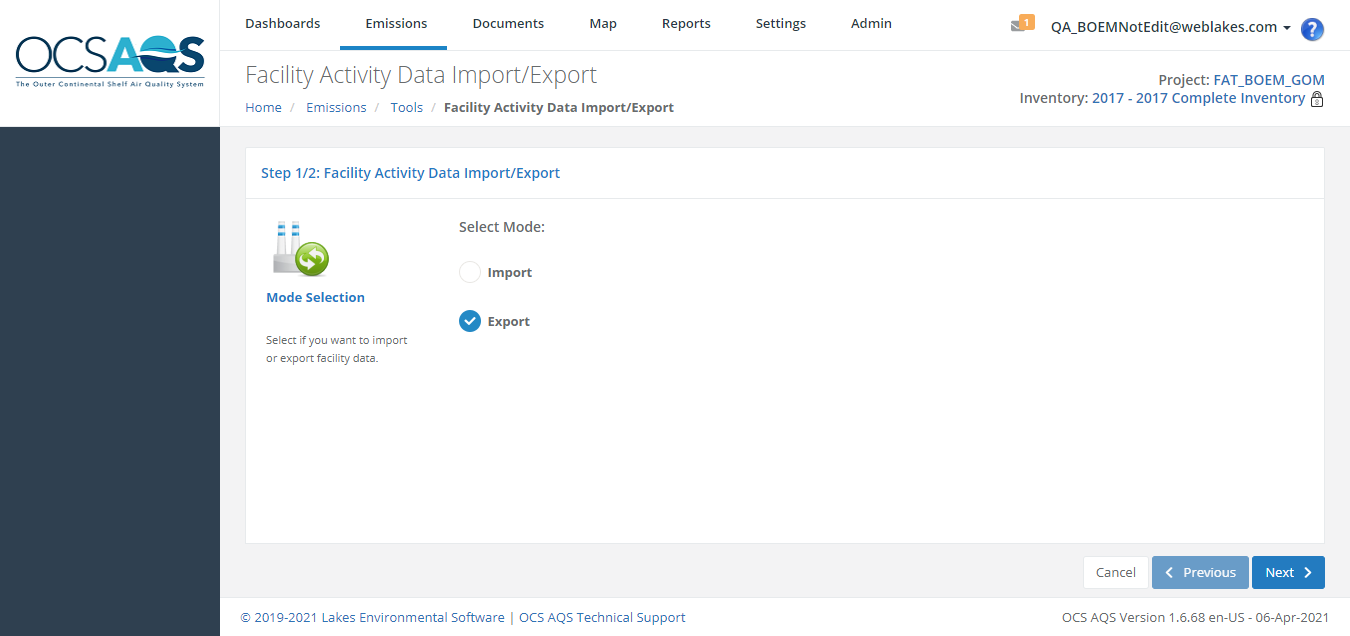 OCSAQS
The Outer Continental Shelf Air Quality System
Dashboards Emissions Documents Map Reports Settings Admin
1 QA_BOEMNotEdit@weblakes.com ?
Facility Activity Data Import/Export
Home / Emissions / Tools / Facility Activity Data Import/Export
Project: FAT_BOEM_GOM
Inventory: 2017 - 2017 Complete Inventory
Step 1/2: Facility Activity Data Import/Export
Mode Selection
Select if you want to import
or export facility data.
Select Mode:
Import
Export
Cancel Previous Next
© 2019-2021 Lakes Environmental Software | OCS AQS Technical Support
OCS AQS Version 1.6.68 en-US - 06-Apr-2021